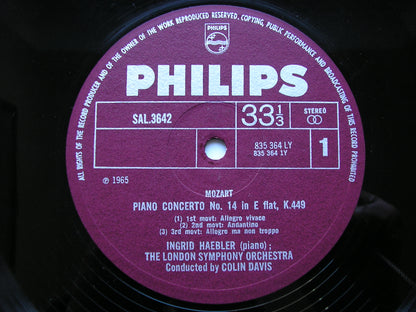 ALL RIGHTS OF THE RECORD PRODUCER AND OF THE OWNER OF THE WORK REPRODUCED RESERVED. COPYING, PUBLIC PERFORMANCE AND BROADCASTING OF THIS RECORD PROHIBITED
PHILIPS
PHILIPS
SAL.3642
33 1/3
STEREO
835 364 LY
835 364 1Y
1
℗ 1965
MOZART
PIANO CONCERTO No. 14 in E flat, K.449
(1) 1st movt: Allegro vivace
(2) 2nd movt: Andantino
(3) 3rd movt: Allegro ma non troppo
INGRID HAEBLER (piano);
THE LONDON SYMPHONY ORCHESTRA
Conducted by COLIN DAVIS